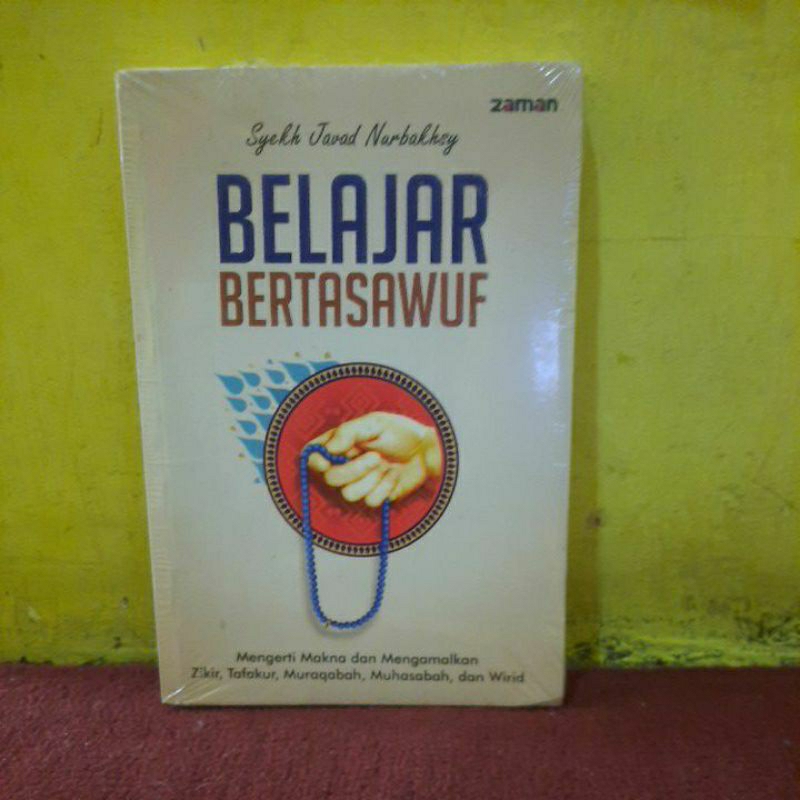 zaman
Syekh Javad Nurbakhsy
BELAJAR
BERTASAWUF
Mengerti Makna dan Mengamalkan
Zikir, Tafakur, Muraqabah, Muhasabah, dan Wirid